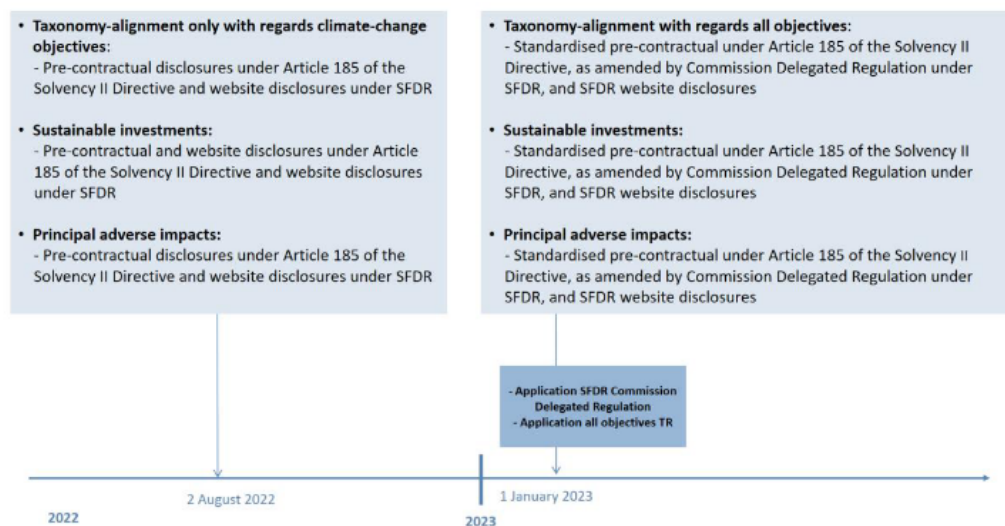 • Taxonomy-alignment only with regards climate-change
objectives:
- Pre-contractual disclosures under Article 185 of the
Solvency II Directive and website disclosures under SFDR
• Sustainable investments:
- Pre-contractual and website disclosures under Article
185 of the Solvency II Directive and website disclosures
under SFDR
• Principal adverse impacts:
- Pre-contractual disclosures under Article 185 of the
Solvency II Directive and website disclosures under SFDR
• Taxonomy-alignment with regards all objectives:
- Standardised pre-contractual under Article 185 of the Solvency II
Directive, as amended by Commission Delegated Regulation under
SFDR, and SFDR website disclosures
• Sustainable investments:
- Standardised pre-contractual under Article 185 of the Solvency II
Directive, as amended by Commission Delegated Regulation under
SFDR, and SFDR website disclosures
• Principal adverse impacts:
- Standardised pre-contractual under Article 185 of the Solvency II
Directive, as amended by Commission Delegated Regulation under
SFDR, and SFDR website disclosures
- Application SFDR Commission
Delegated Regulation
- Application all objectives TR
2 August 2022
1 January 2023
2022
2023